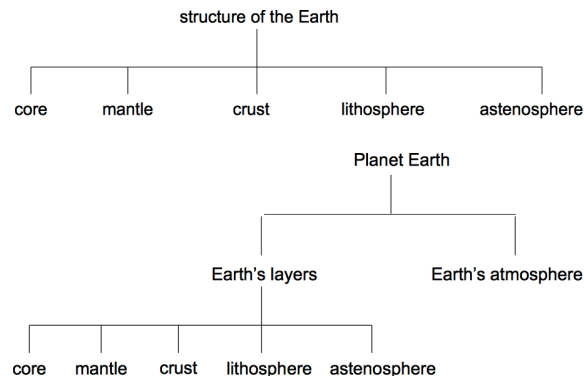 structure of the Earth
core mantle crust lithosphere astenosphere
Planet Earth
Earth's layers Earth's atmosphere
core mantle crust lithosphere astenosphere